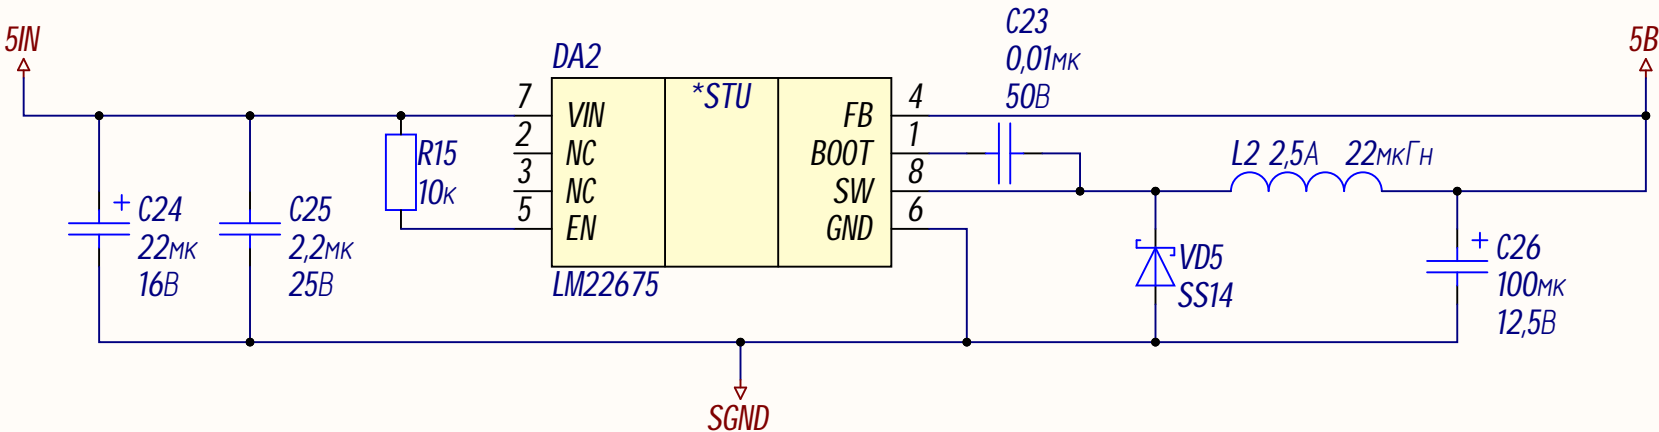 5IN
DA2
C23
0,01мк
50В
5В
7
VIN
*STU
FB
4
2
NC
BOOT
1
3
NC
SW
8
5
EN
GND
6
R15
10к
L2 2,5А 22мкГн
C24
22мк
16В
C25
2,2мк
25В
LM22675
VD5
SS14
C26
100мк
12,5В
SGND